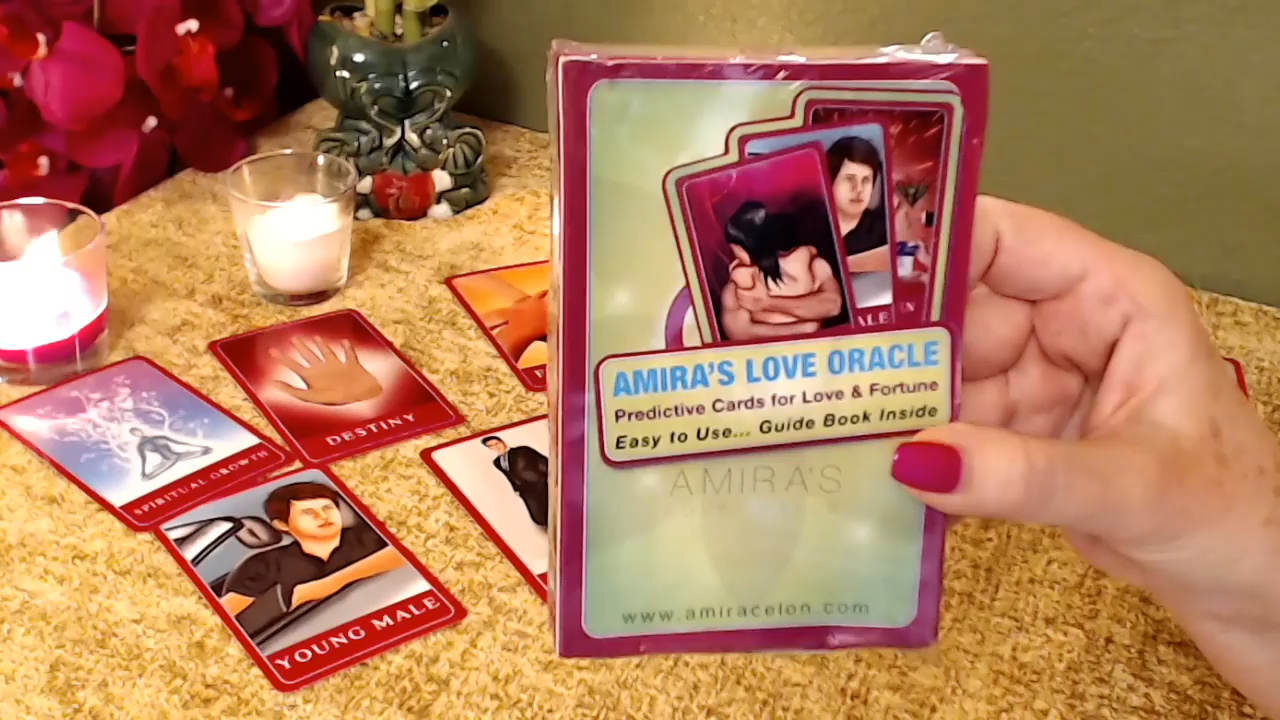 AMIRA'S LOVE ORACLE
Predictive Cards for Love & Fortune
Easy to Use... Guide Book Inside
AMIRA'S
www.amiracelon.com
DESTINY
SPIRITUAL GROWTH
YOUNG MALE